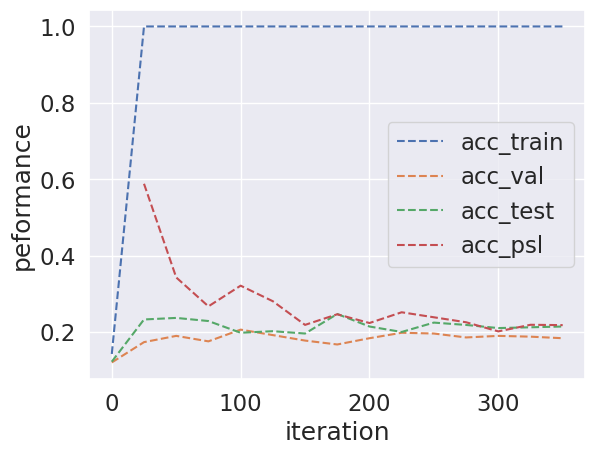 1.0
0.8
0.6
0.4
0.2
peformance
acc_train
acc_val
acc_test
acc_psl
0 100 200 300
iteration